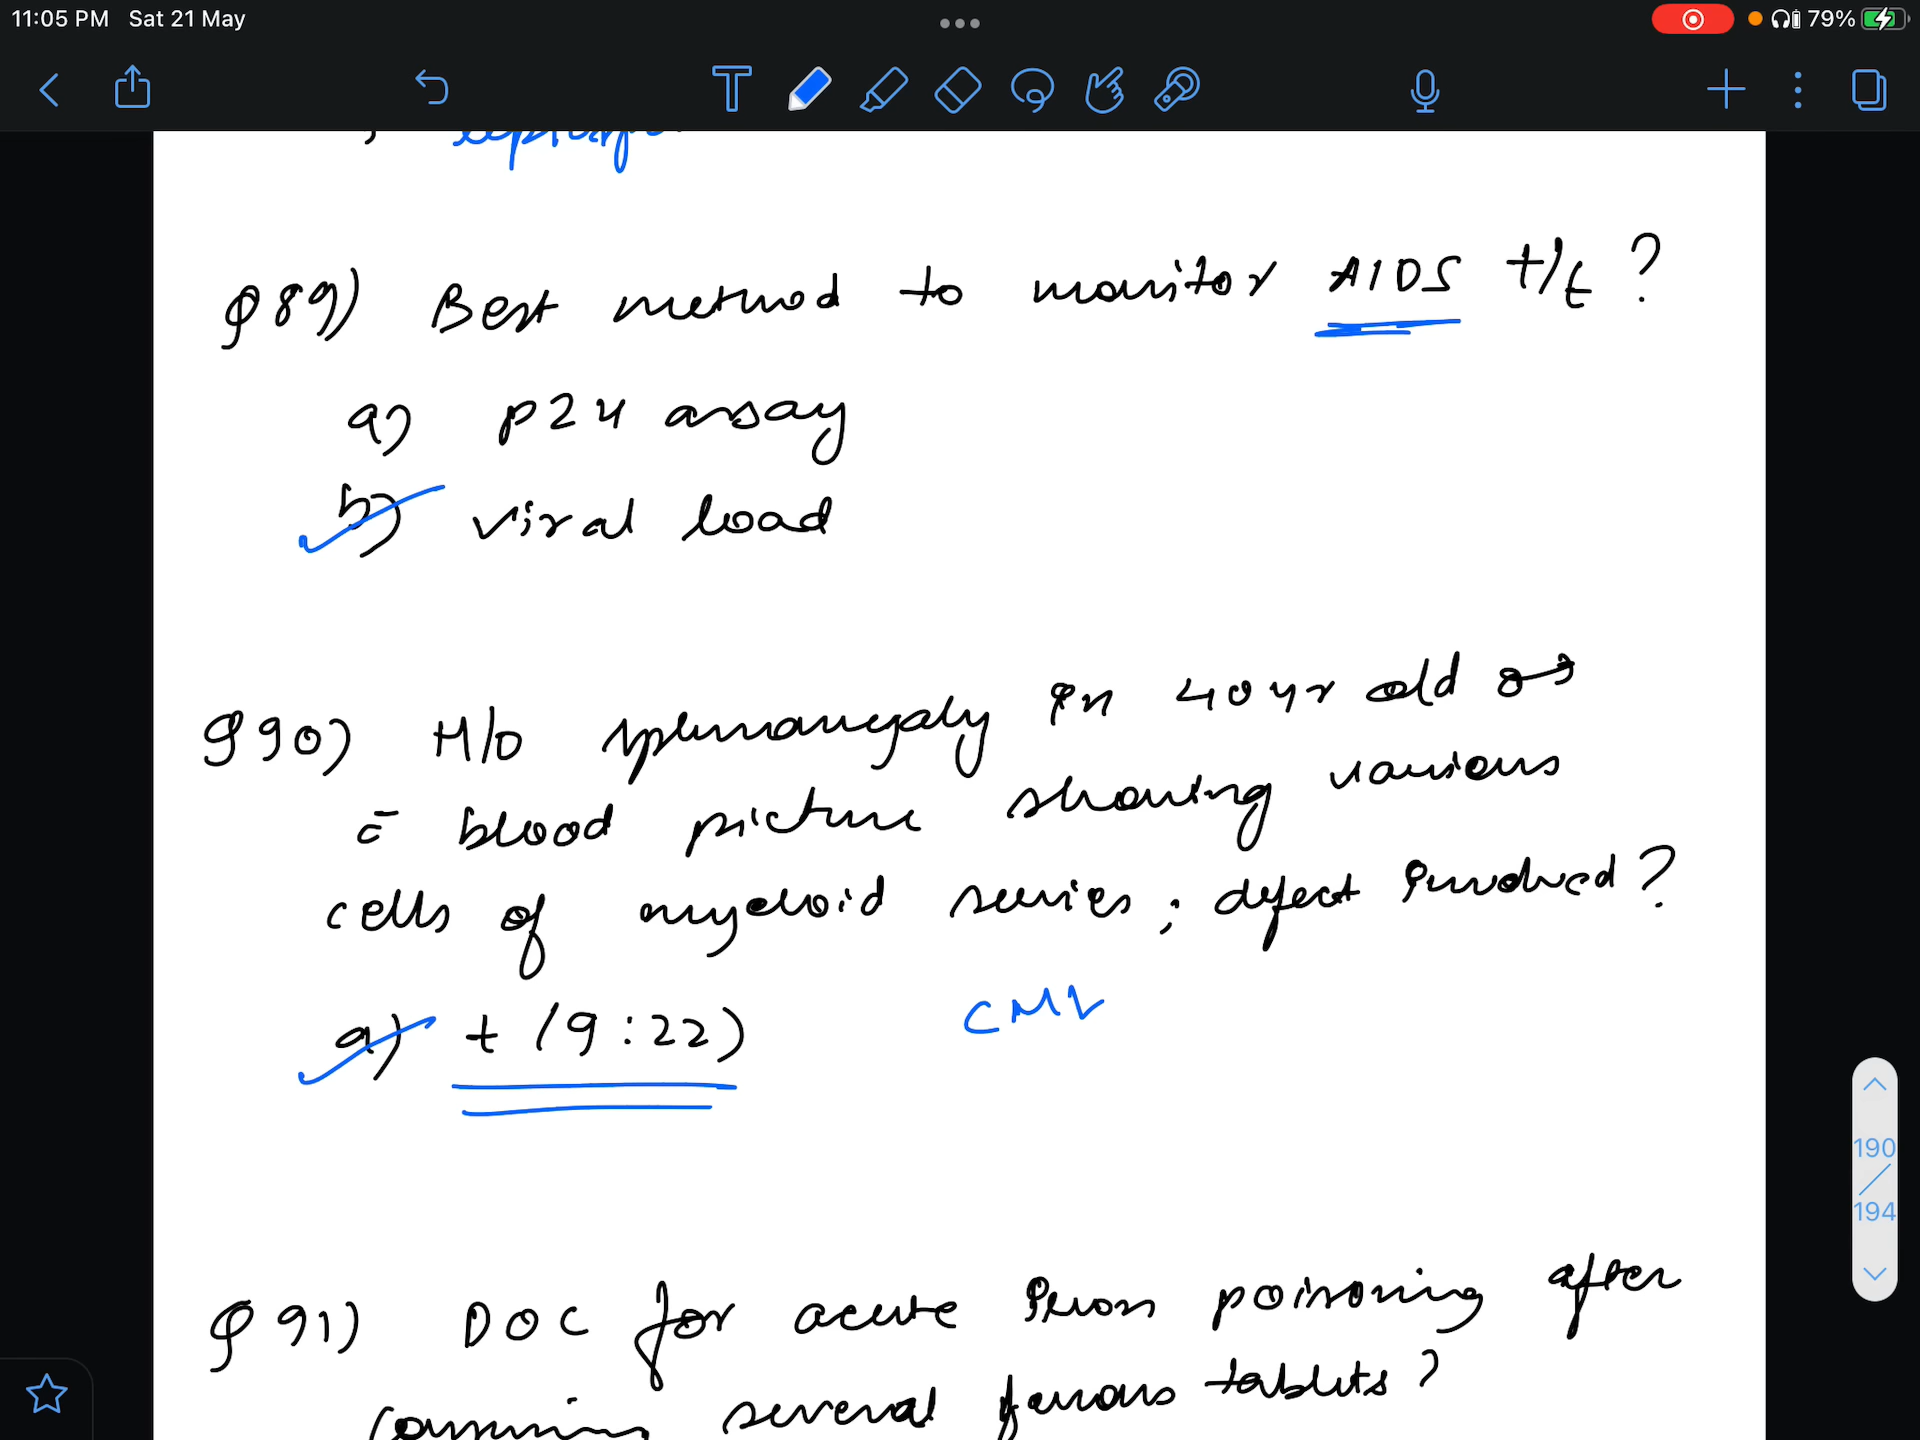 11:05 PM Sat 21 May
79%
Q89) Best method to monitor AIDS t/t ?
a) P24 assay
b) viral load
Q90) H/o splenomegaly in 40 yr old
c̄ blood picture showing various
cells of myeloid series ; defect involved ?
a) t (9:22)
CML
190
194
Q91) DOC for acute Iron poisoning after
several ferrous tablets ?